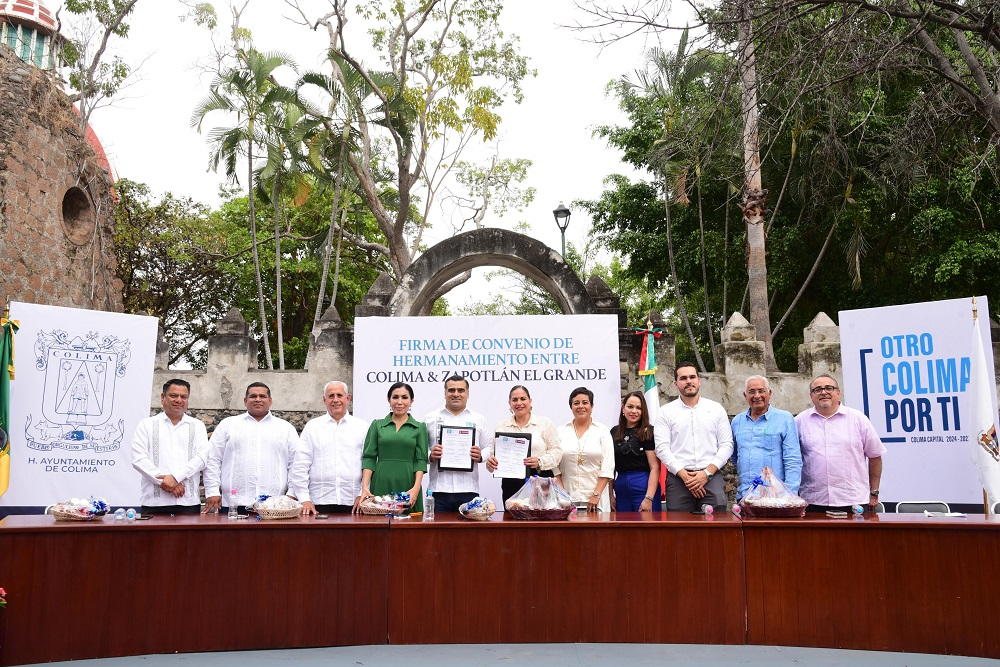 COLIMA
H. AYUNTAMIENTO
DE COLIMA
FIRMA DE CONVENIO DE
HERMANAMIENTO ENTRE
COLIMA & ZAPOTLÁN EL GRANDE
OTRO
COLIMA
POR TI
COLIMA CAPITAL